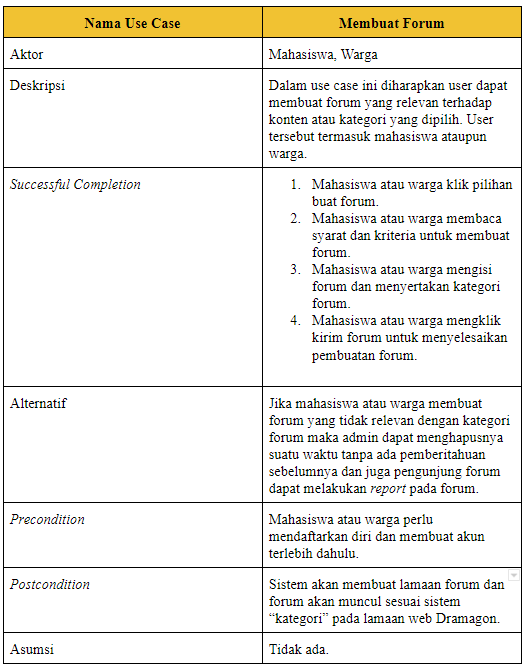 Nama Use Case
Membuat Forum
Aktor
Mahasiswa, Warga
Deskripsi
Dalam use case ini diharapkan user dapat
membuat forum yang relevan terhadap
konten atau kategori yang dipilih. User
tersebut termasuk mahasiswa ataupun
warga.
Successful Completion
1. Mahasiswa atau warga klik pilihan
buat forum.
2. Mahasiswa atau warga membaca
syarat dan kriteria untuk membuat
forum.
3. Mahasiswa atau warga mengisi
forum dan menyertakan kategori
forum.
4. Mahasiswa atau warga mengklik
kirim forum untuk menyelesaikan
pembuatan forum.
Alternatif
Jika mahasiswa atau warga membuat
forum yang tidak relevan dengan kategori
forum maka admin dapat menghapusnya
suatu waktu tanpa ada pemberitahuan
sebelumnya dan juga pengunjung forum
dapat melakukan report pada forum.
Precondition
Mahasiswa atau warga perlu
mendaftarkan diri dan membuat akun
terlebih dahulu.
Postcondition
Sistem akan membuat lamaan forum dan
forum akan muncul sesuai sistem
“kategori” pada lamaan web Dramagon.
Asumsi
Tidak ada.